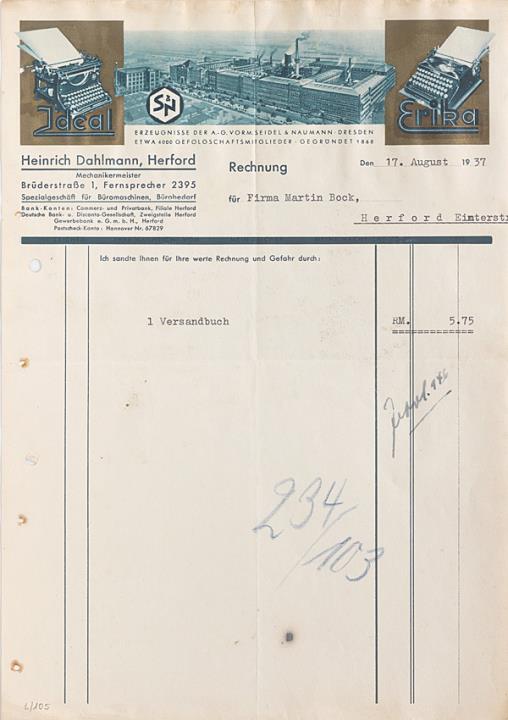 Ideal
SN
Erika
ERZEUGNISSE DER A.-G. VORM. SEIDEL & NAUMANN · DRESDEN
ETWA 4000 GEFOLGSCHAFTSMITGLIEDER · GEGRÜNDET 1868
Heinrich Dahlmann, Herford
Mechanikermeister
Brüderstraße 1, Fernsprecher 2395
Spezialgeschäft für Büromaschinen, Bürobedarf
Bank-Konten: Commerz- und Privatbank, Filiale Herford
Deutsche Bank- u. Disconto-Gesellschaft, Zweigstelle Herford
Gewerbebank e. G. m. b. H., Herford
Postscheck-Konto: Hannover Nr. 67829
Rechnung
Den 17. August 1937
für Firma Martin Bock,
Herford
Ich sandte Ihnen für Ihre werte Rechnung und Gefahr durch:
1 Versandbuch RM. 5.75
234/103
L/105